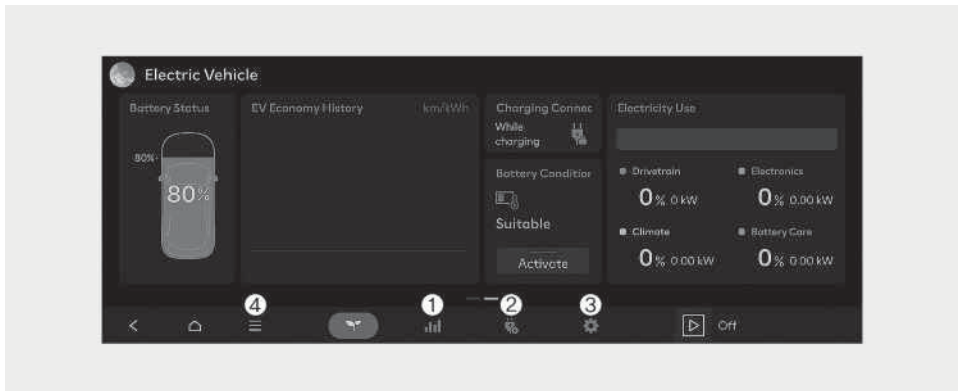 Electric Vehicle
Battery Status
80%
80%
EV Economy History km/kWh
Charging Connec
While
charging
Battery Condition
Suitable
Activate
Electricity Use
Drivetrain
0% 0 kW
Electronics
0% 0.00 kW
Climate
0% 0.00 kW
Battery Care
0% 0.00 kW
4
1
2
3
Off